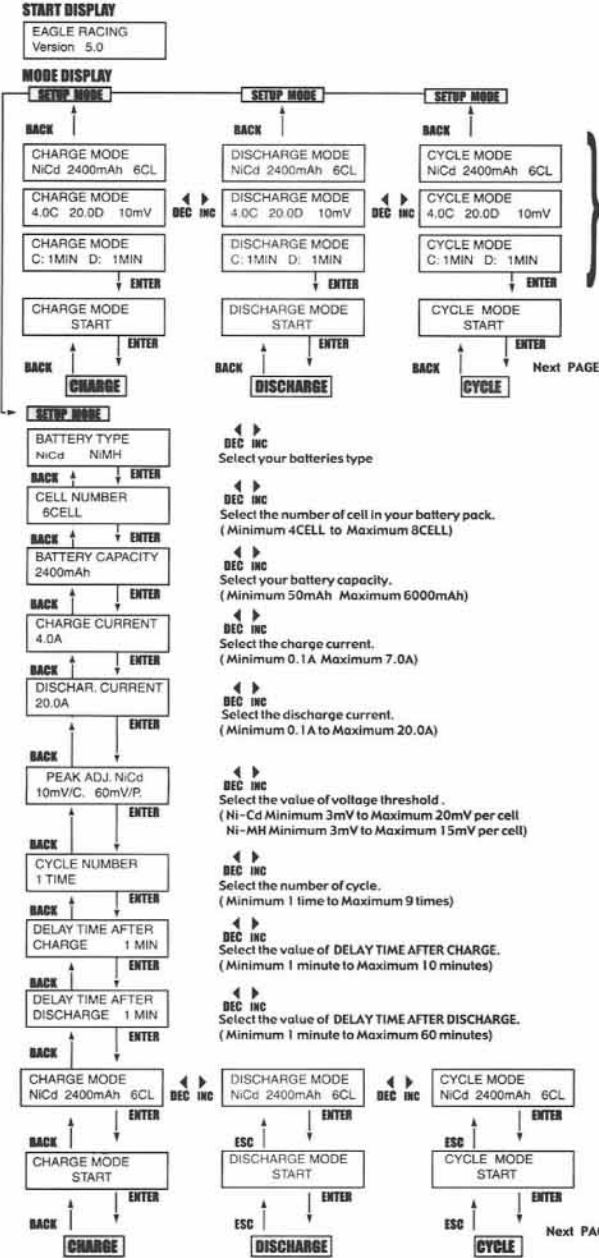 START DISPLAY
EAGLE RACING
Version 5.0
MODE DISPLAY
SETUP MODE SETUP MODE SETUP MODE
BACK BACK BACK
CHARGE MODE DISCHARGE MODE CYCLE MODE
NiCd 2400mAh 6CL NiCd 2400mAh 6CL NiCd 2400mAh 6CL
CHARGE MODE DISCHARGE MODE CYCLE MODE
4.0C 20.0D 10mV DEC INC 4.0C 20.0D 10mV DEC INC 4.0C 20.0D 10mV
CHARGE MODE DISCHARGE MODE CYCLE MODE
C: 1MIN D: 1MIN C: 1MIN D: 1MIN C: 1MIN D: 1MIN
ENTER ENTER ENTER
CHARGE MODE DISCHARGE MODE CYCLE MODE
START START START
ENTER ENTER ENTER
BACK BACK BACK Next PAGE
CHARGE DISCHARGE CYCLE
SETUP MODE
BATTERY TYPE
NiCd NiMH
DEC INC
Select your batteries type
BACK ENTER
CELL NUMBER
6CELL
DEC INC
Select the number of cell in your battery pack.
(Minimum 4CELL to Maximum 8CELL)
BACK ENTER
BATTERY CAPACITY
2400mAh
DEC INC
Select your battery capacity.
(Minimum 50mAh Maximum 6000mAh)
BACK ENTER
CHARGE CURRENT
4.0A
DEC INC
Select the charge current.
(Minimum 0.1A Maximum 7.0A)
BACK ENTER
DISCHAR. CURRENT
20.0A
DEC INC
Select the discharge current.
(Minimum 0.1A to Maximum 20.0A)
ENTER
BACK
PEAK ADJ. NiCd
10mV/C. 60mV/P.
DEC INC
Select the value of voltage threshold.
(Ni-Cd Minimum 3mV to Maximum 20mV per cell
Ni-MH Minimum 3mV to Maximum 15mV per cell)
ENTER
BACK
CYCLE NUMBER
1 TIME
DEC INC
Select the number of cycle.
(Minimum 1 time to Maximum 9 times)
ENTER
BACK
DELAY TIME AFTER
CHARGE 1 MIN
DEC INC
Select the value of DELAY TIME AFTER CHARGE.
(Minimum 1 minute to Maximum 10 minutes)
BACK ENTER
DELAY TIME AFTER
DISCHARGE 1 MIN
DEC INC
Select the value of DELAY TIME AFTER DISCHARGE.
(Minimum 1 minute to Maximum 60 minutes)
ENTER
BACK
CHARGE MODE DISCHARGE MODE CYCLE MODE
NiCd 2400mAh 6CL DEC INC NiCd 2400mAh 6CL DEC INC NiCd 2400mAh 6CL
ENTER ENTER ENTER
BACK ESC ESC
CHARGE MODE DISCHARGE MODE CYCLE MODE
START START START
ENTER ENTER ENTER
BACK ESC ESC Next PA
CHARGE DISCHARGE CYCLE